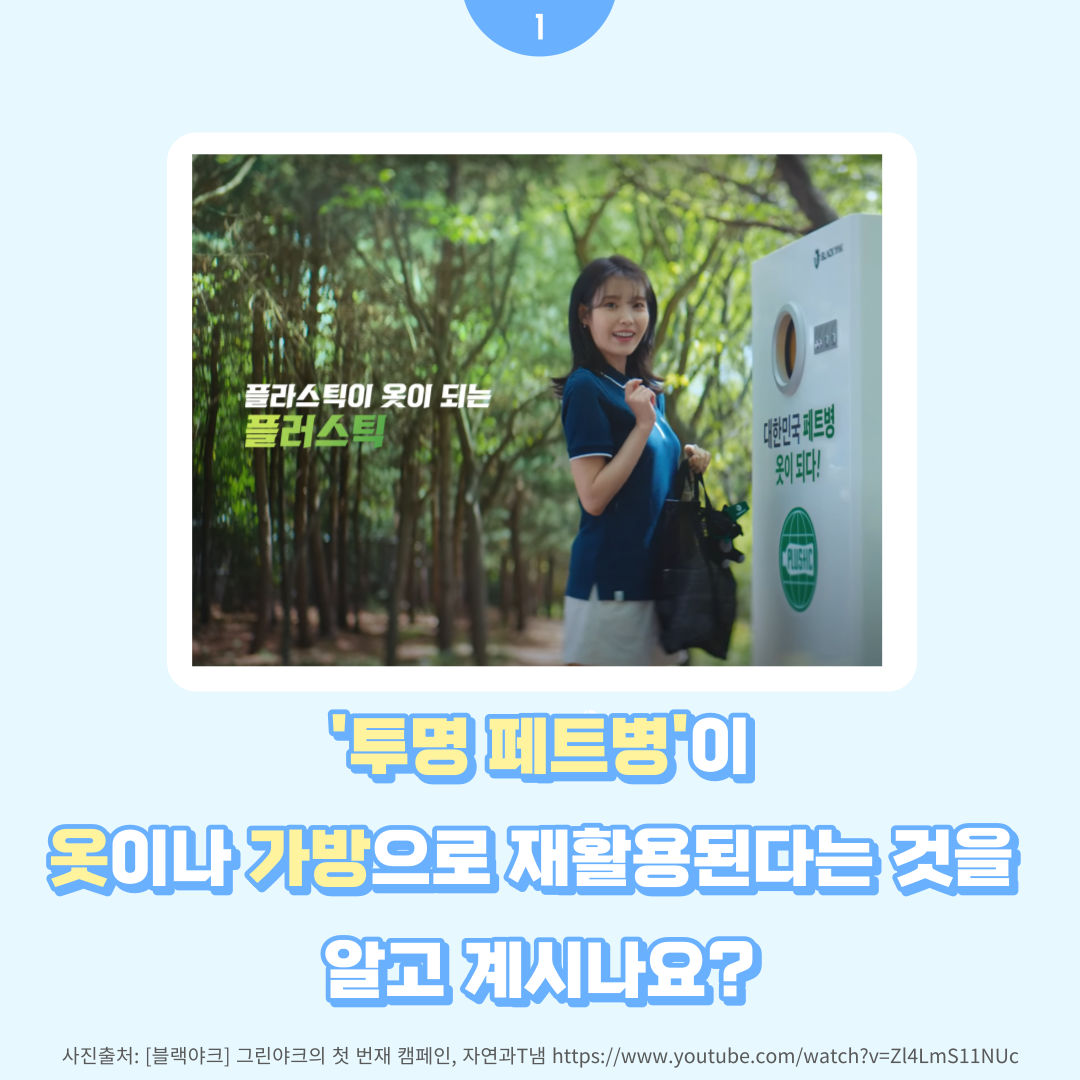 1
BLACKYAK
플라스틱이 옷이 되는
플러스틱
대한민국 페트병
옷이 되다!
PLUSTIC
'투명 페트병'이
옷이나 가방으로 재활용된다는 것을
알고 계시나요?
사진출처: [블랙야크] 그린야크의 첫 번재 캠페인, 자연과T냄 https://www.youtube.com/watch?v=Zl4LmS11NUc